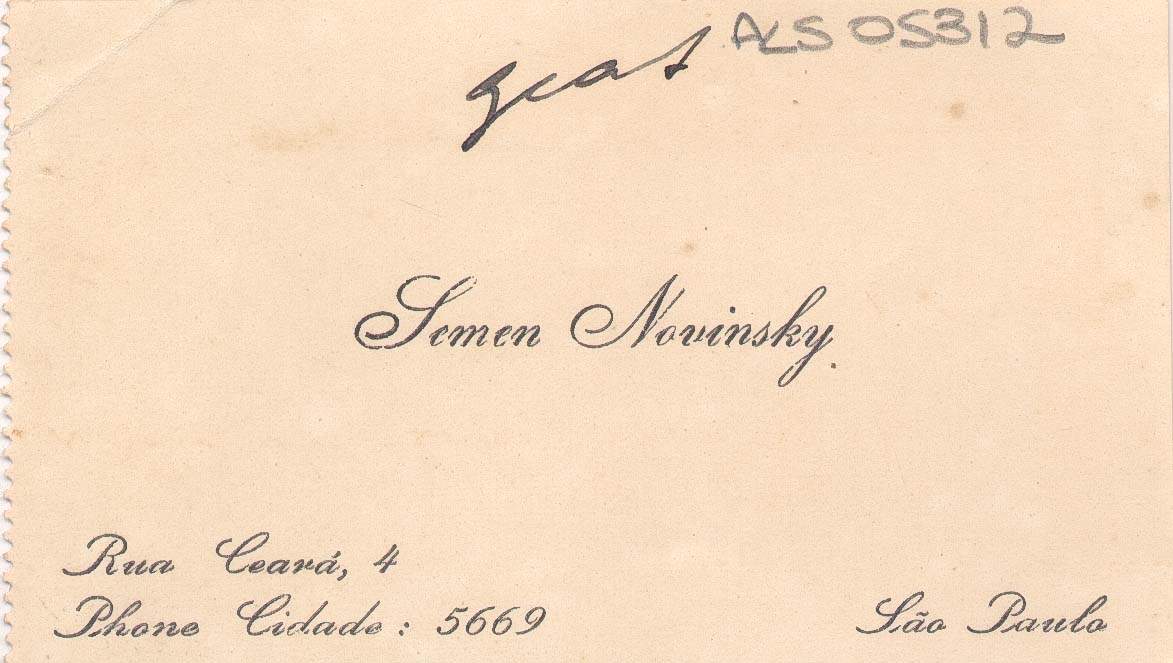 ALS 05312
Semen Novinsky
Rua Ceará, 4
Phone Cidade: 5669
São Paulo